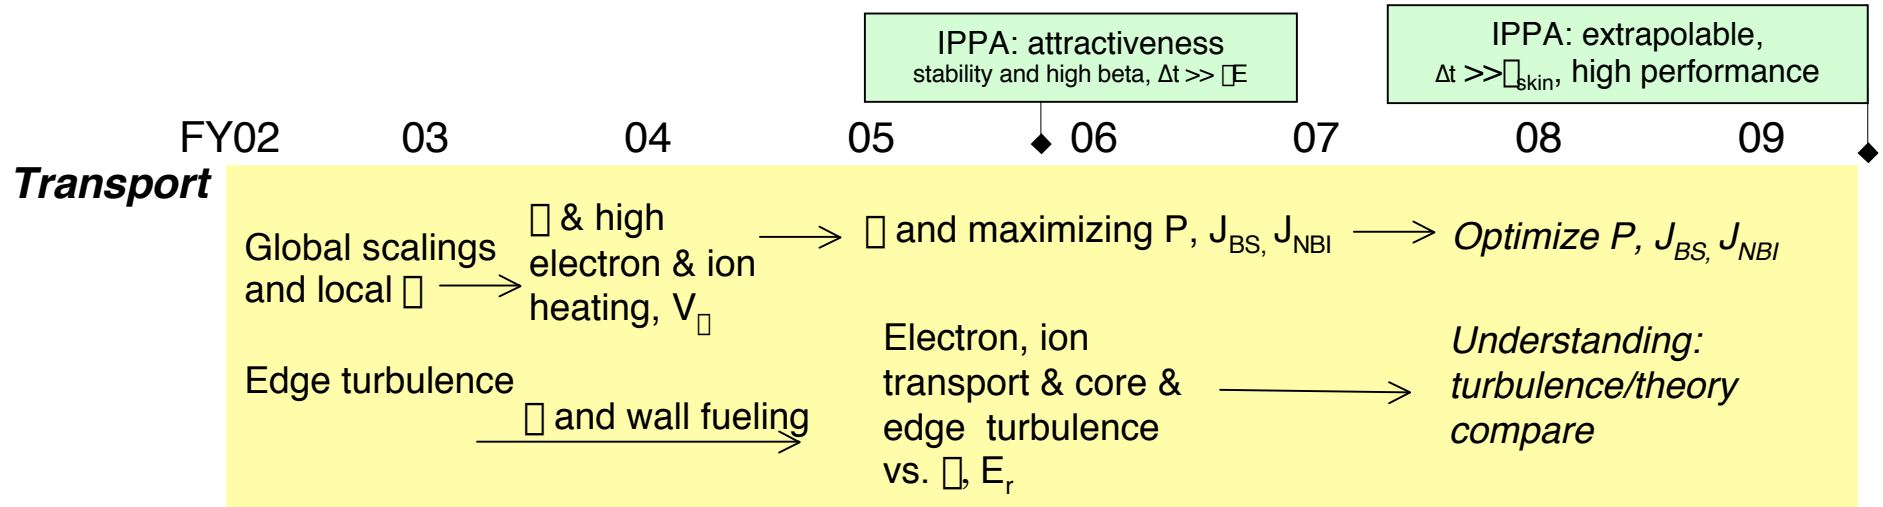 IPPA: attractiveness
stability and high beta, Δt >> ▯E
IPPA: extrapolable,
Δt >>▯skin, high performance
FY02 03 04 05 06 07 08 09
Transport
Global scalings
and local ▯
▯ & high
electron & ion
heating, V▯
▯ and maximizing P, JBS, JNBI
Optimize P, JBS, JNBI
Edge turbulence
▯ and wall fueling
Electron, ion
transport & core &
edge turbulence
vs. ▯, Er
Understanding:
turbulence/theory
compare